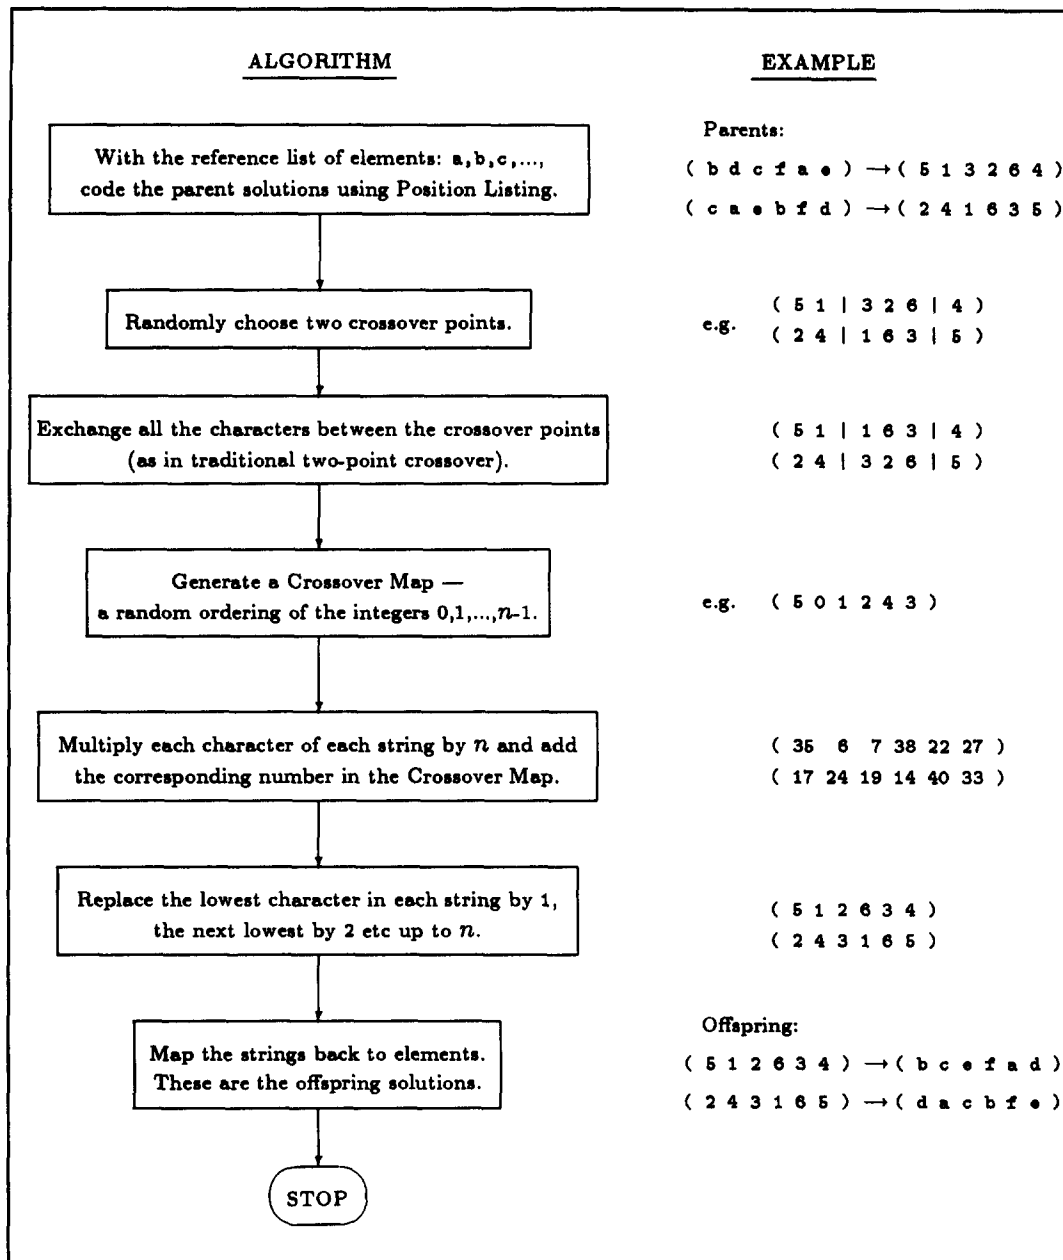 ALGORITHM
EXAMPLE
With the reference list of elements: a,b,c,...,
code the parent solutions using Position Listing.
Parents:
( b d c f a e ) → ( 5 1 3 2 6 4 )
( c a e b f d ) → ( 2 4 1 6 3 5 )
Randomly choose two crossover points.
e.g.
( 5 1 | 3 2 6 | 4 )
( 2 4 | 1 6 3 | 5 )
Exchange all the characters between the crossover points
(as in traditional two-point crossover).
( 5 1 | 1 6 3 | 4 )
( 2 4 | 3 2 6 | 5 )
Generate a Crossover Map —
a random ordering of the integers 0,1,...,n-1.
e.g. ( 5 0 1 2 4 3 )
Multiply each character of each string by n and add
the corresponding number in the Crossover Map.
( 35 6 7 38 22 27 )
( 17 24 19 14 40 33 )
Replace the lowest character in each string by 1,
the next lowest by 2 etc up to n.
( 5 1 2 6 3 4 )
( 2 4 3 1 6 5 )
Map the strings back to elements.
These are the offspring solutions.
Offspring:
( 5 1 2 6 3 4 ) → ( b c e f a d )
( 2 4 3 1 6 5 ) → ( d a c b f e )
STOP